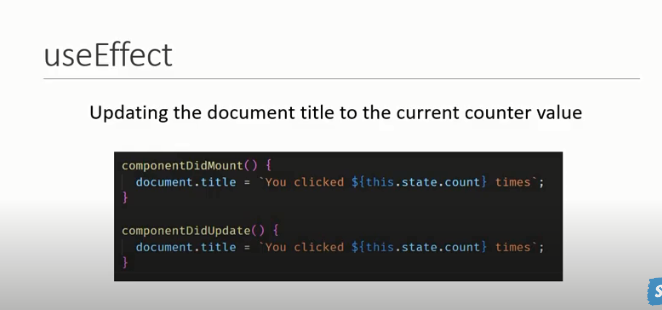 useEffect
Updating the document title to the current counter value
componentDidMount() {
document.title = `You clicked ${this.state.count} times`;
}
componentDidUpdate() {
document.title = `You clicked ${this.state.count} times`;
}
S